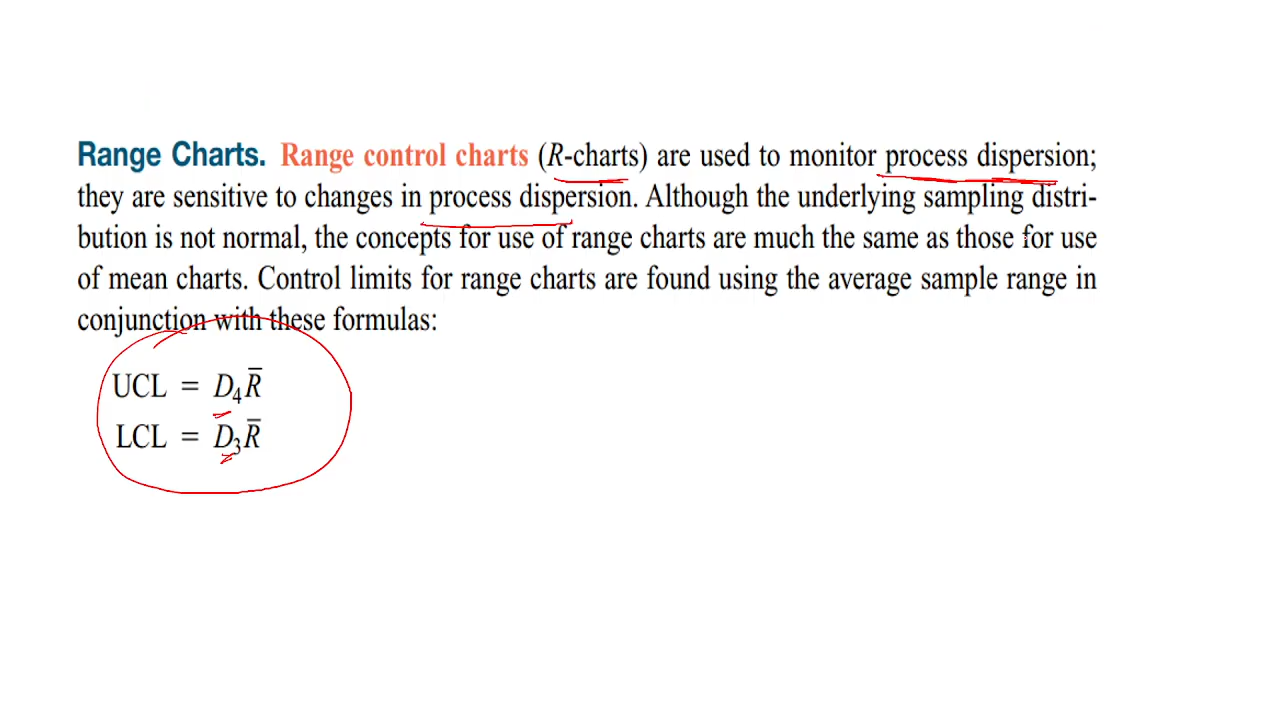 Range Charts. Range control charts (R-charts) are used to monitor process dispersion;
they are sensitive to changes in process dispersion. Although the underlying sampling distri-
bution is not normal, the concepts for use of range charts are much the same as those for use
of mean charts. Control limits for range charts are found using the average sample range in
conjunction with these formulas:
UCL = D₄R̅
LCL = D₃R̅